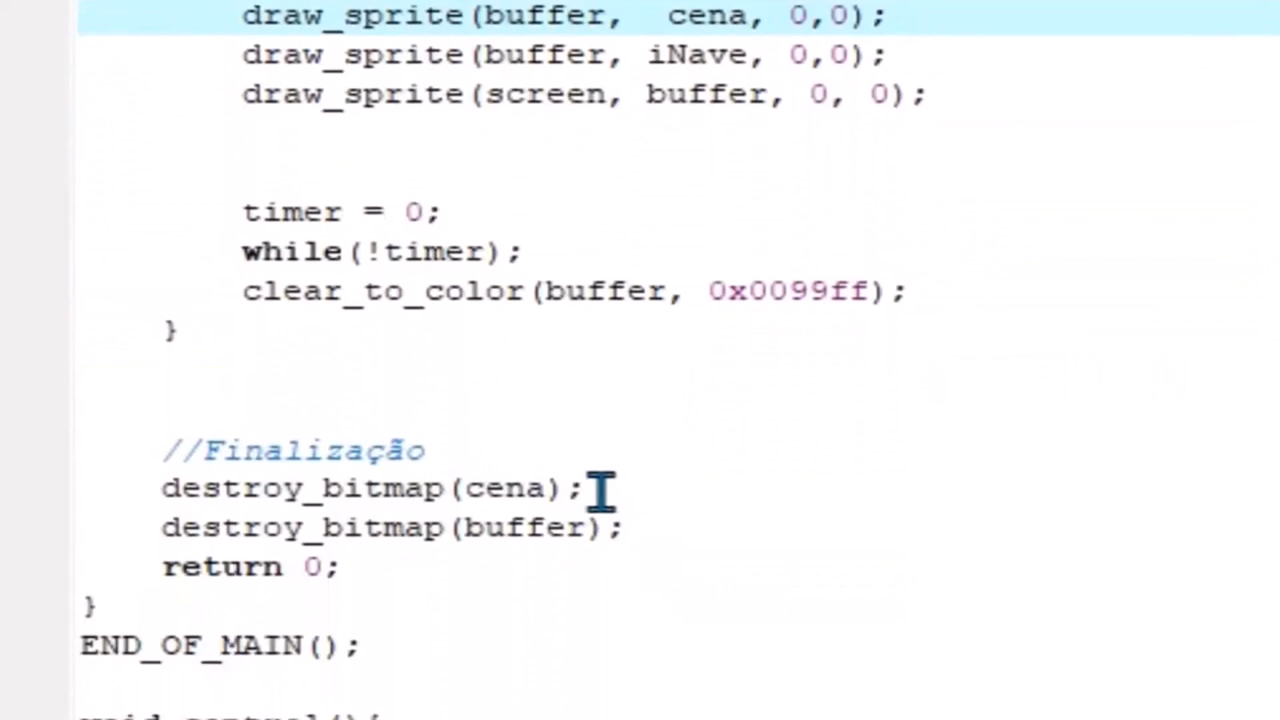 draw_sprite(buffer,  cena, 0,0);
draw_sprite(buffer, iNave, 0,0);
draw_sprite(screen, buffer, 0, 0);
timer = 0;
while(!timer);
clear_to_color(buffer, 0x0099ff);
}
//Finalização
destroy_bitmap(cena);
destroy_bitmap(buffer);
return 0;
}
END_OF_MAIN();